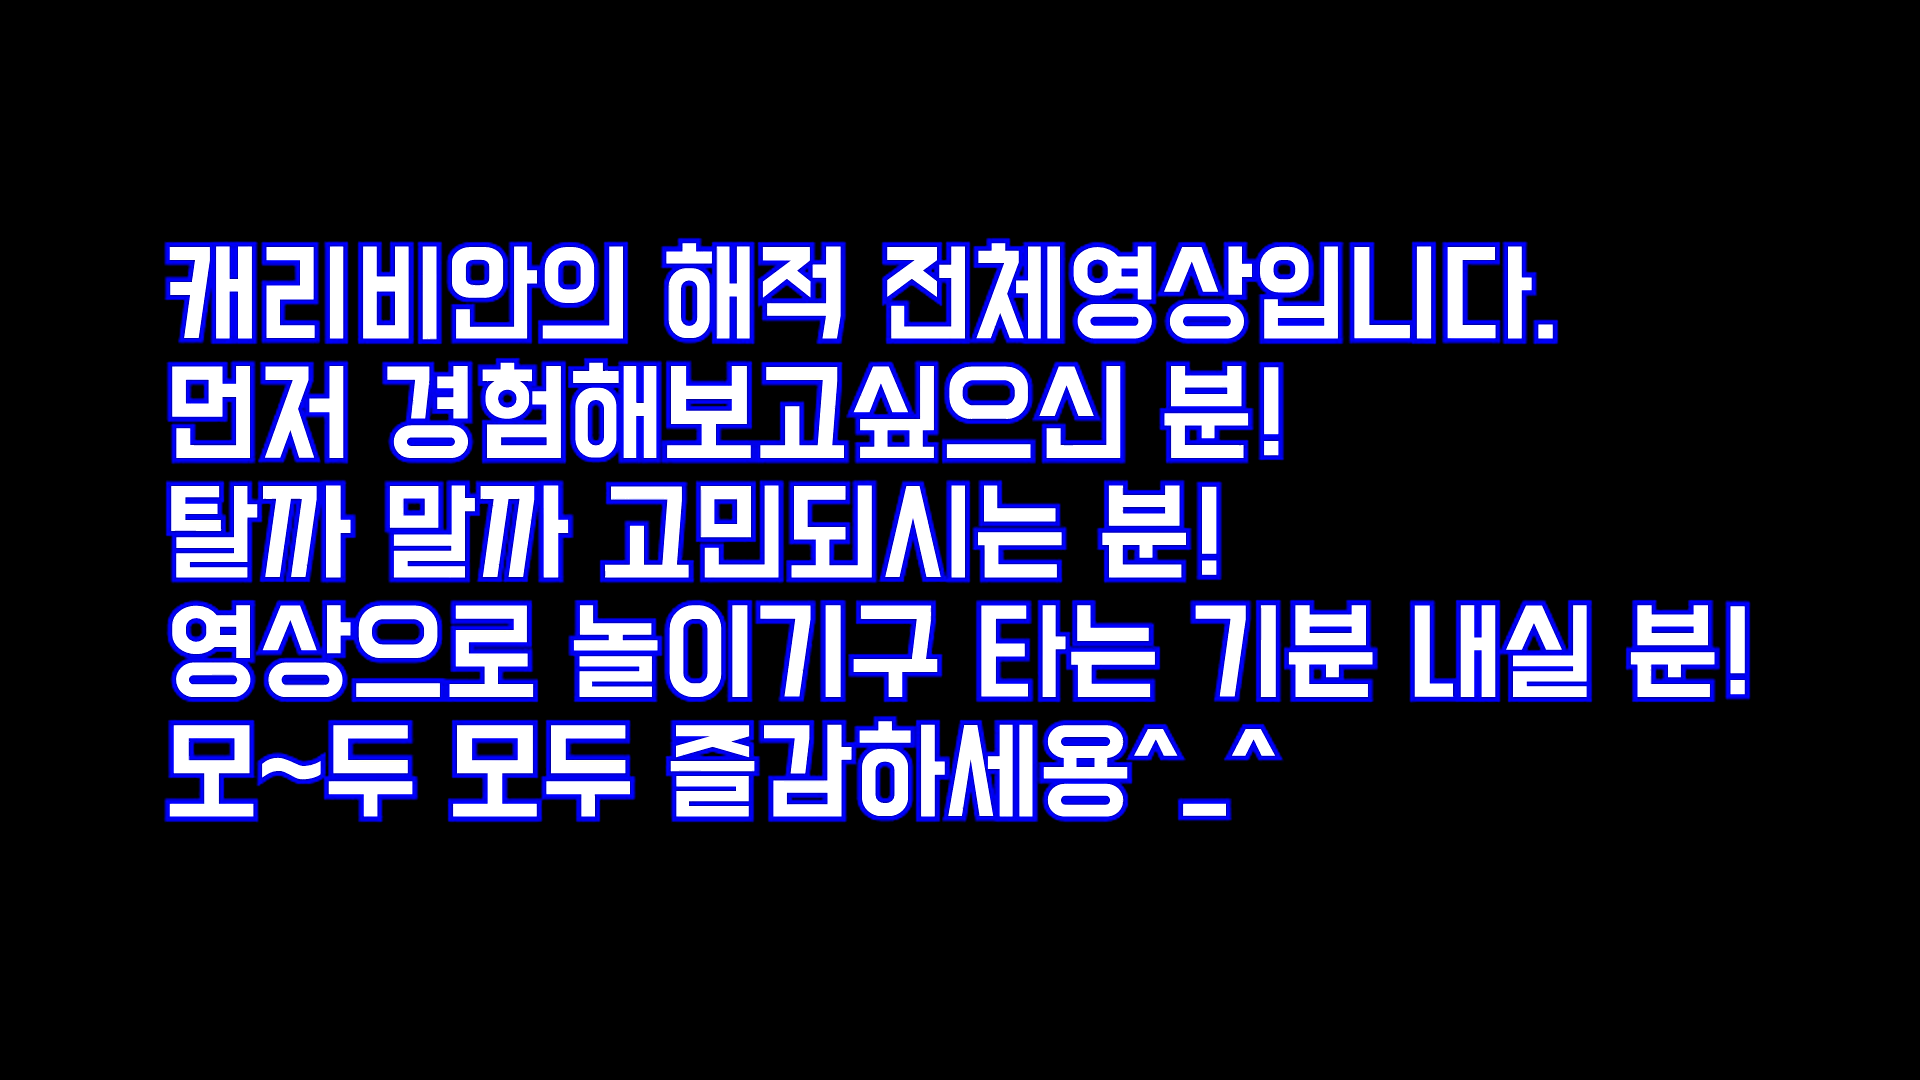 캐리비안의 해적 전체영상입니다.
먼저 경험해보고싶으신 분!
탈까 말까 고민되시는 분!
영상으로 놀이기구 타는 기분 내실 분!
모~두 모두 즐감하세용^_^